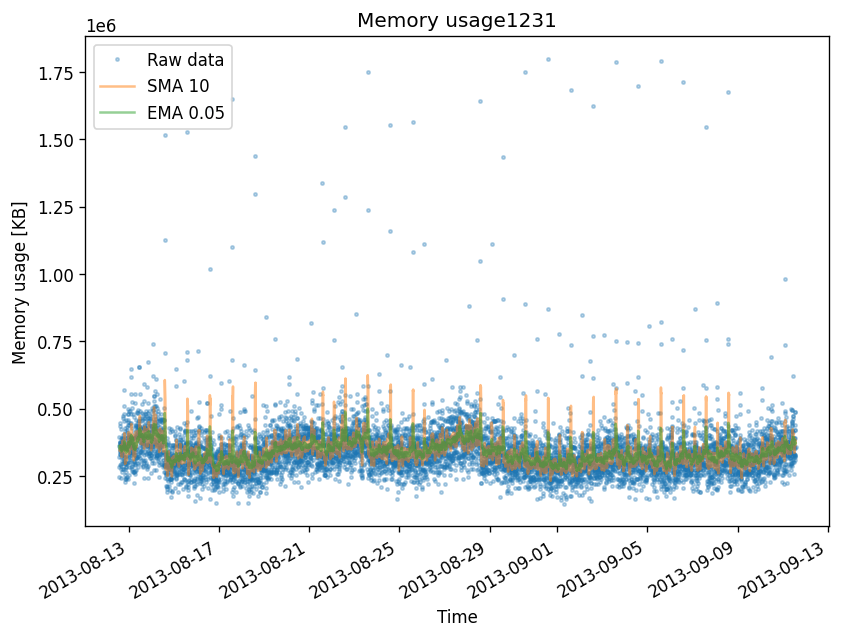 Memory usage1231
1e6
Raw data
SMA 10
EMA 0.05
1.75
1.50
1.25
1.00
0.75
0.50
0.25
Memory usage [KB]
2013-08-13
2013-08-17
2013-08-21
2013-08-25
2013-08-29
2013-09-01
2013-09-05
2013-09-09
2013-09-13
Time